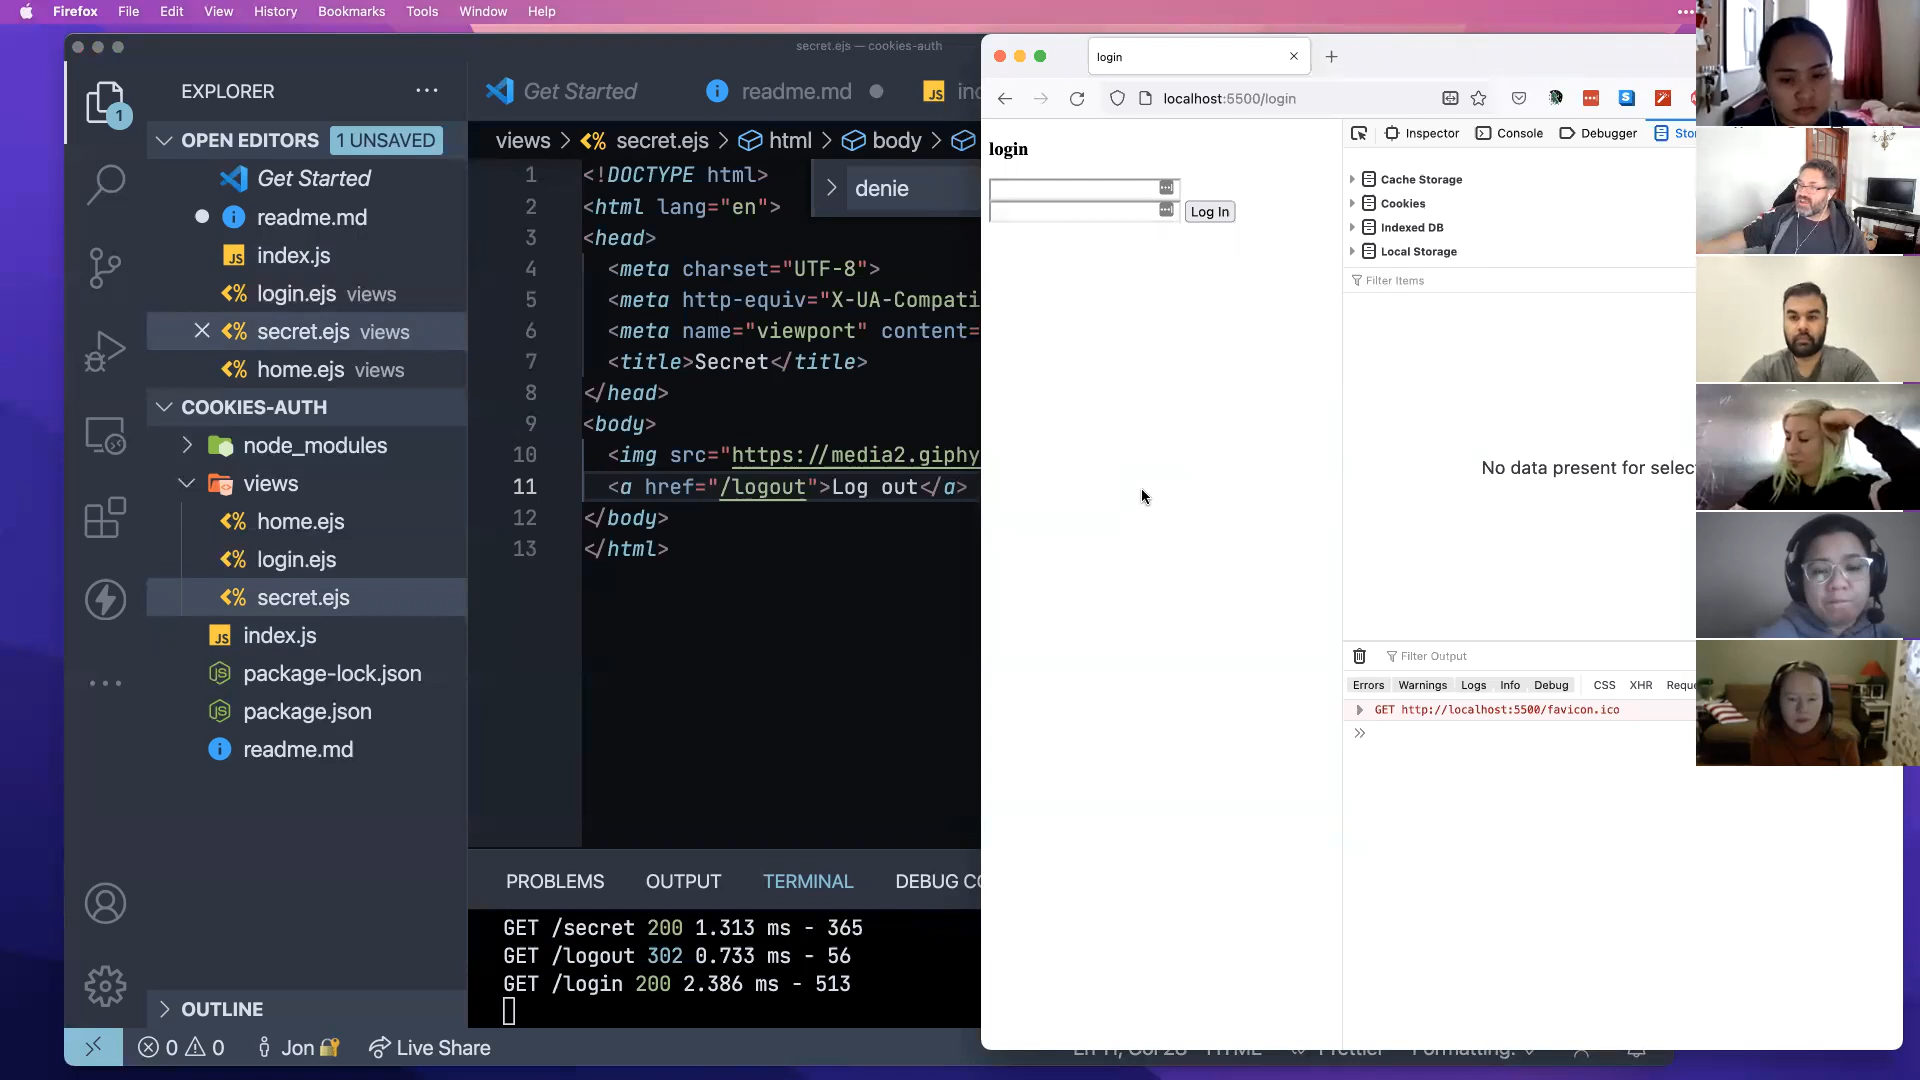 Firefox File Edit View History Bookmarks Tools Window Help
secret.ejs — cookies-auth
EXPLORER
OPEN EDITORS 1 UNSAVED
Get Started
readme.md
index.js
login.ejs views
secret.ejs views
home.ejs views
COOKIES-AUTH
node_modules
views
home.ejs
login.ejs
secret.ejs
index.js
package-lock.json
package.json
readme.md
OUTLINE
1
Get Started
readme.md
views > secret.ejs > html > body >
denie
1 <!DOCTYPE html>
2 <html lang="en">
3 <head>
4 <meta charset="UTF-8">
5 <meta http-equiv="X-UA-Compati
6 <meta name="viewport" content=
7 <title>Secret</title>
8 </head>
9 <body>
10 <img src="https://media2.giphy
11 <a href="/logout">Log out</a>
12 </body>
13 </html>
PROBLEMS OUTPUT TERMINAL
GET /secret 200 1.313 ms - 365
GET /logout 302 0.733 ms - 56
GET /login 200 2.386 ms - 513
0 0 Jon Live Share
login
localhost:5500/login
login
Log In
Inspector Console Debugger
Cache Storage
Cookies
Indexed DB
Local Storage
Filter Items
No data present for selec
Filter Output
Errors Warnings Logs Info Debug CSS XHR Reque
GET http://localhost:5500/favicon.ico